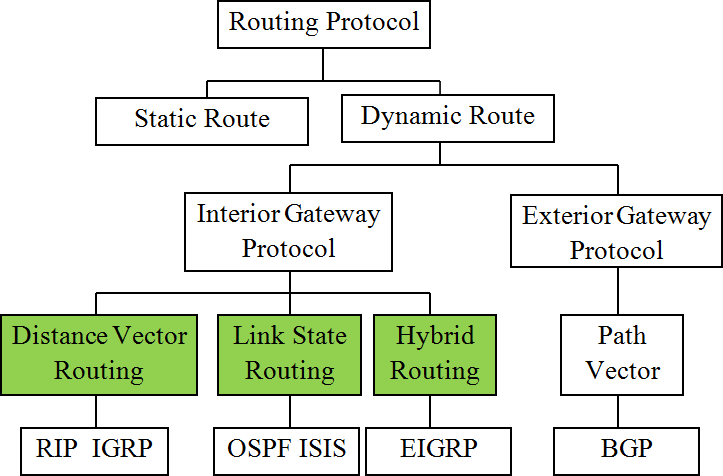 Routing Protocol
Static Route
Dynamic Route
Interior Gateway
Protocol
Exterior Gateway
Protocol
Distance Vector
Routing
Link State
Routing
Hybrid
Routing
Path
Vector
RIP IGRP
OSPF ISIS
EIGRP
BGP